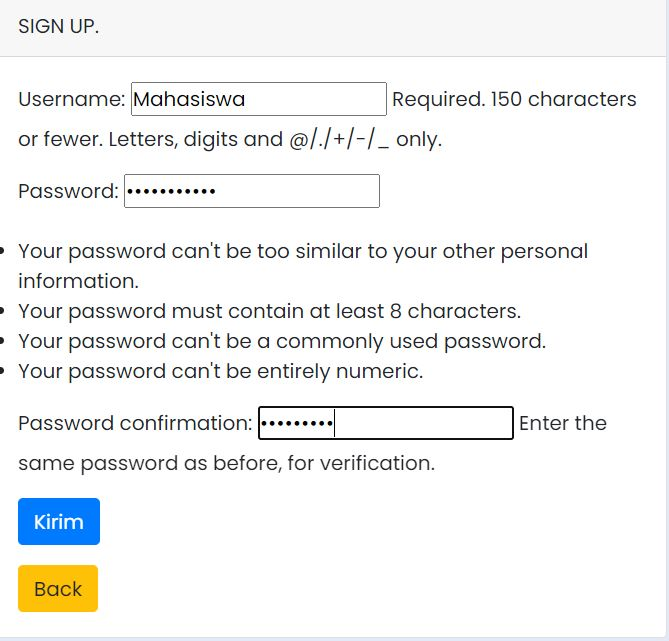 SIGN UP.
Username: Mahasiswa Required. 150 characters
or fewer. Letters, digits and @/./+/-/_ only.
Password: •••••••••••
• Your password can't be too similar to your other personal
information.
• Your password must contain at least 8 characters.
• Your password can't be a commonly used password.
• Your password can't be entirely numeric.
Password confirmation: ••••••••• Enter the
same password as before, for verification.
Kirim
Back